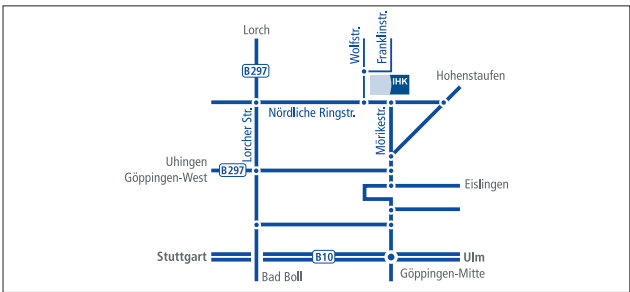 Lorch
Wolfstr.
Franklinstr.
B297
IHK
Hohenstaufen
Nördliche Ringstr.
Lorcher Str.
Mörikestr.
Uhingen
Göppingen-West
B297
Eislingen
Stuttgart
B10
Ulm
Bad Boll
Göppingen-Mitte